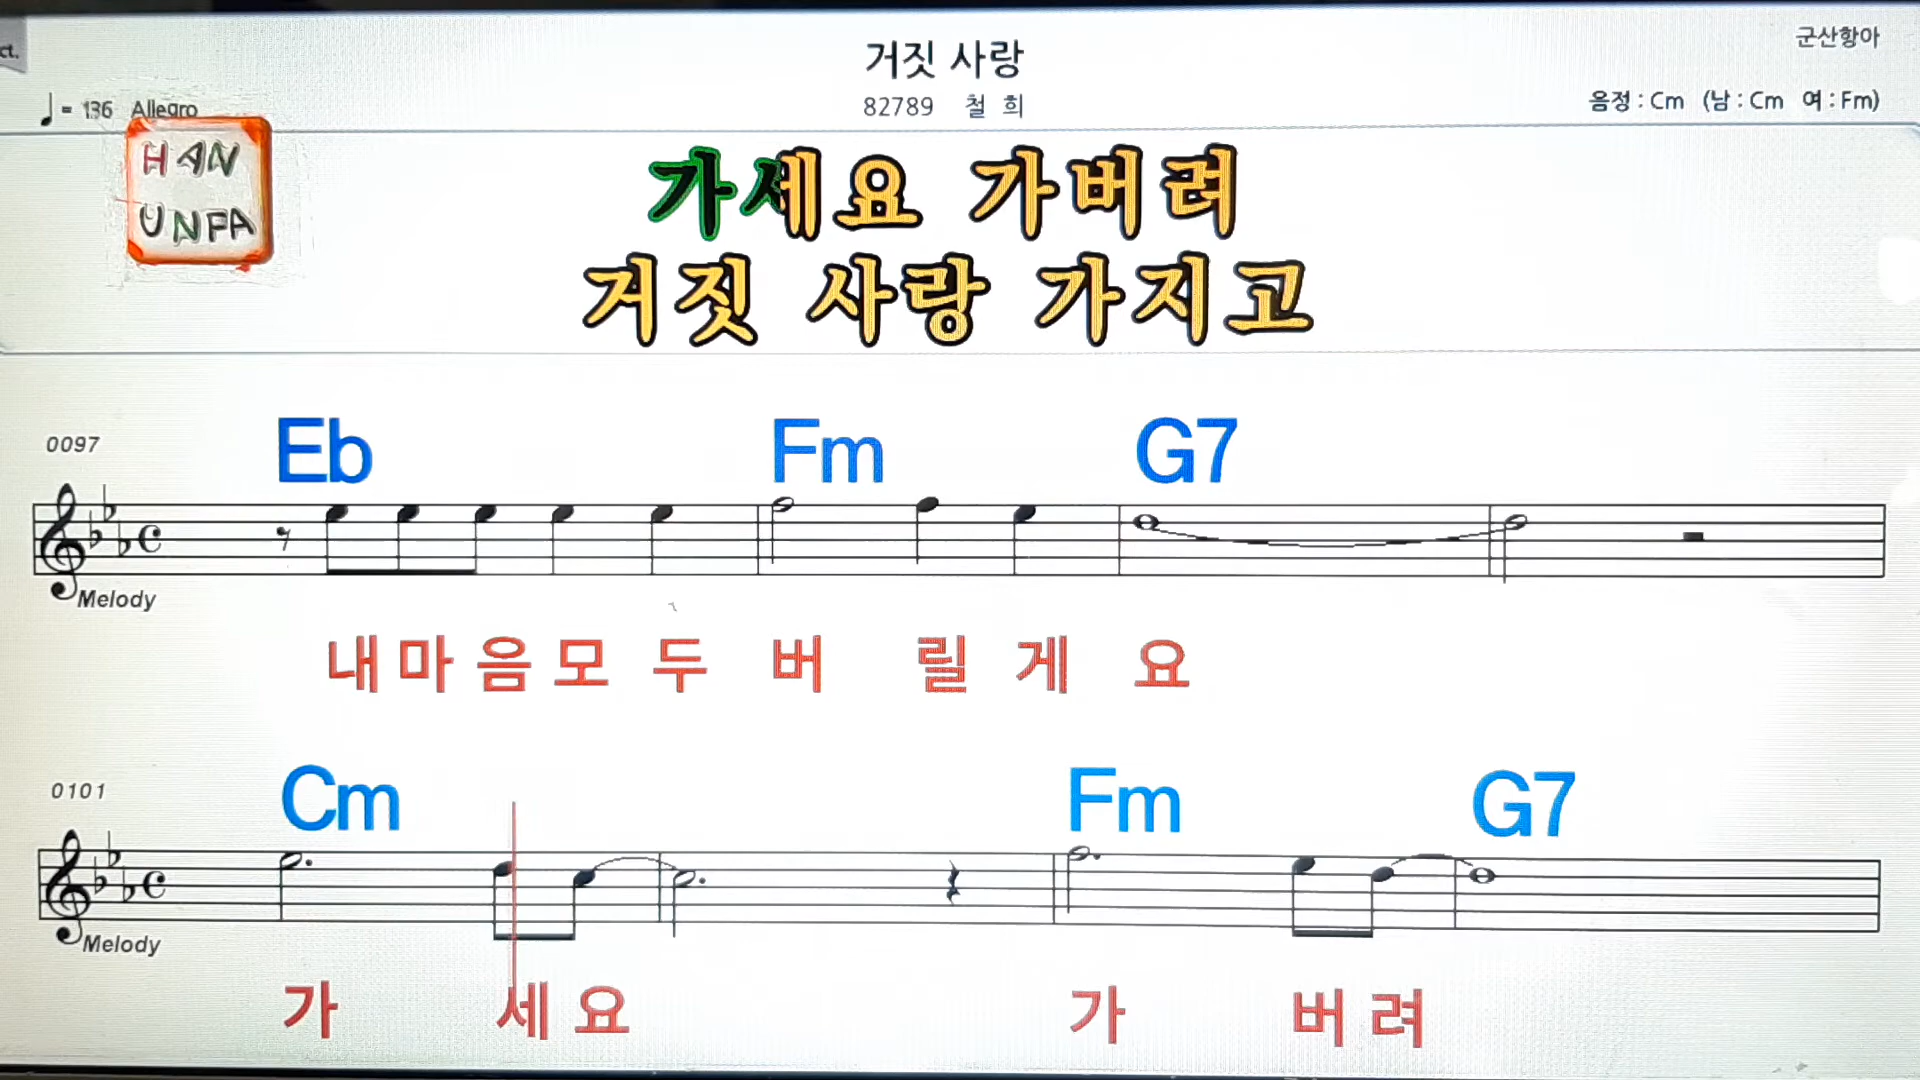 ct.
거짓 사랑
군산항아
♩ = 136 Allegro
82789 철 희
음정 : Cm (남 : Cm 여 : Fm)
HAN
UNFA
가세요 가버려
거짓 사랑 가지고
0097
Eb Fm G7
Melody
내 마 음 모 두 버 릴 게 요
0101
Cm Fm G7
Melody
가 세 요 가 버 려